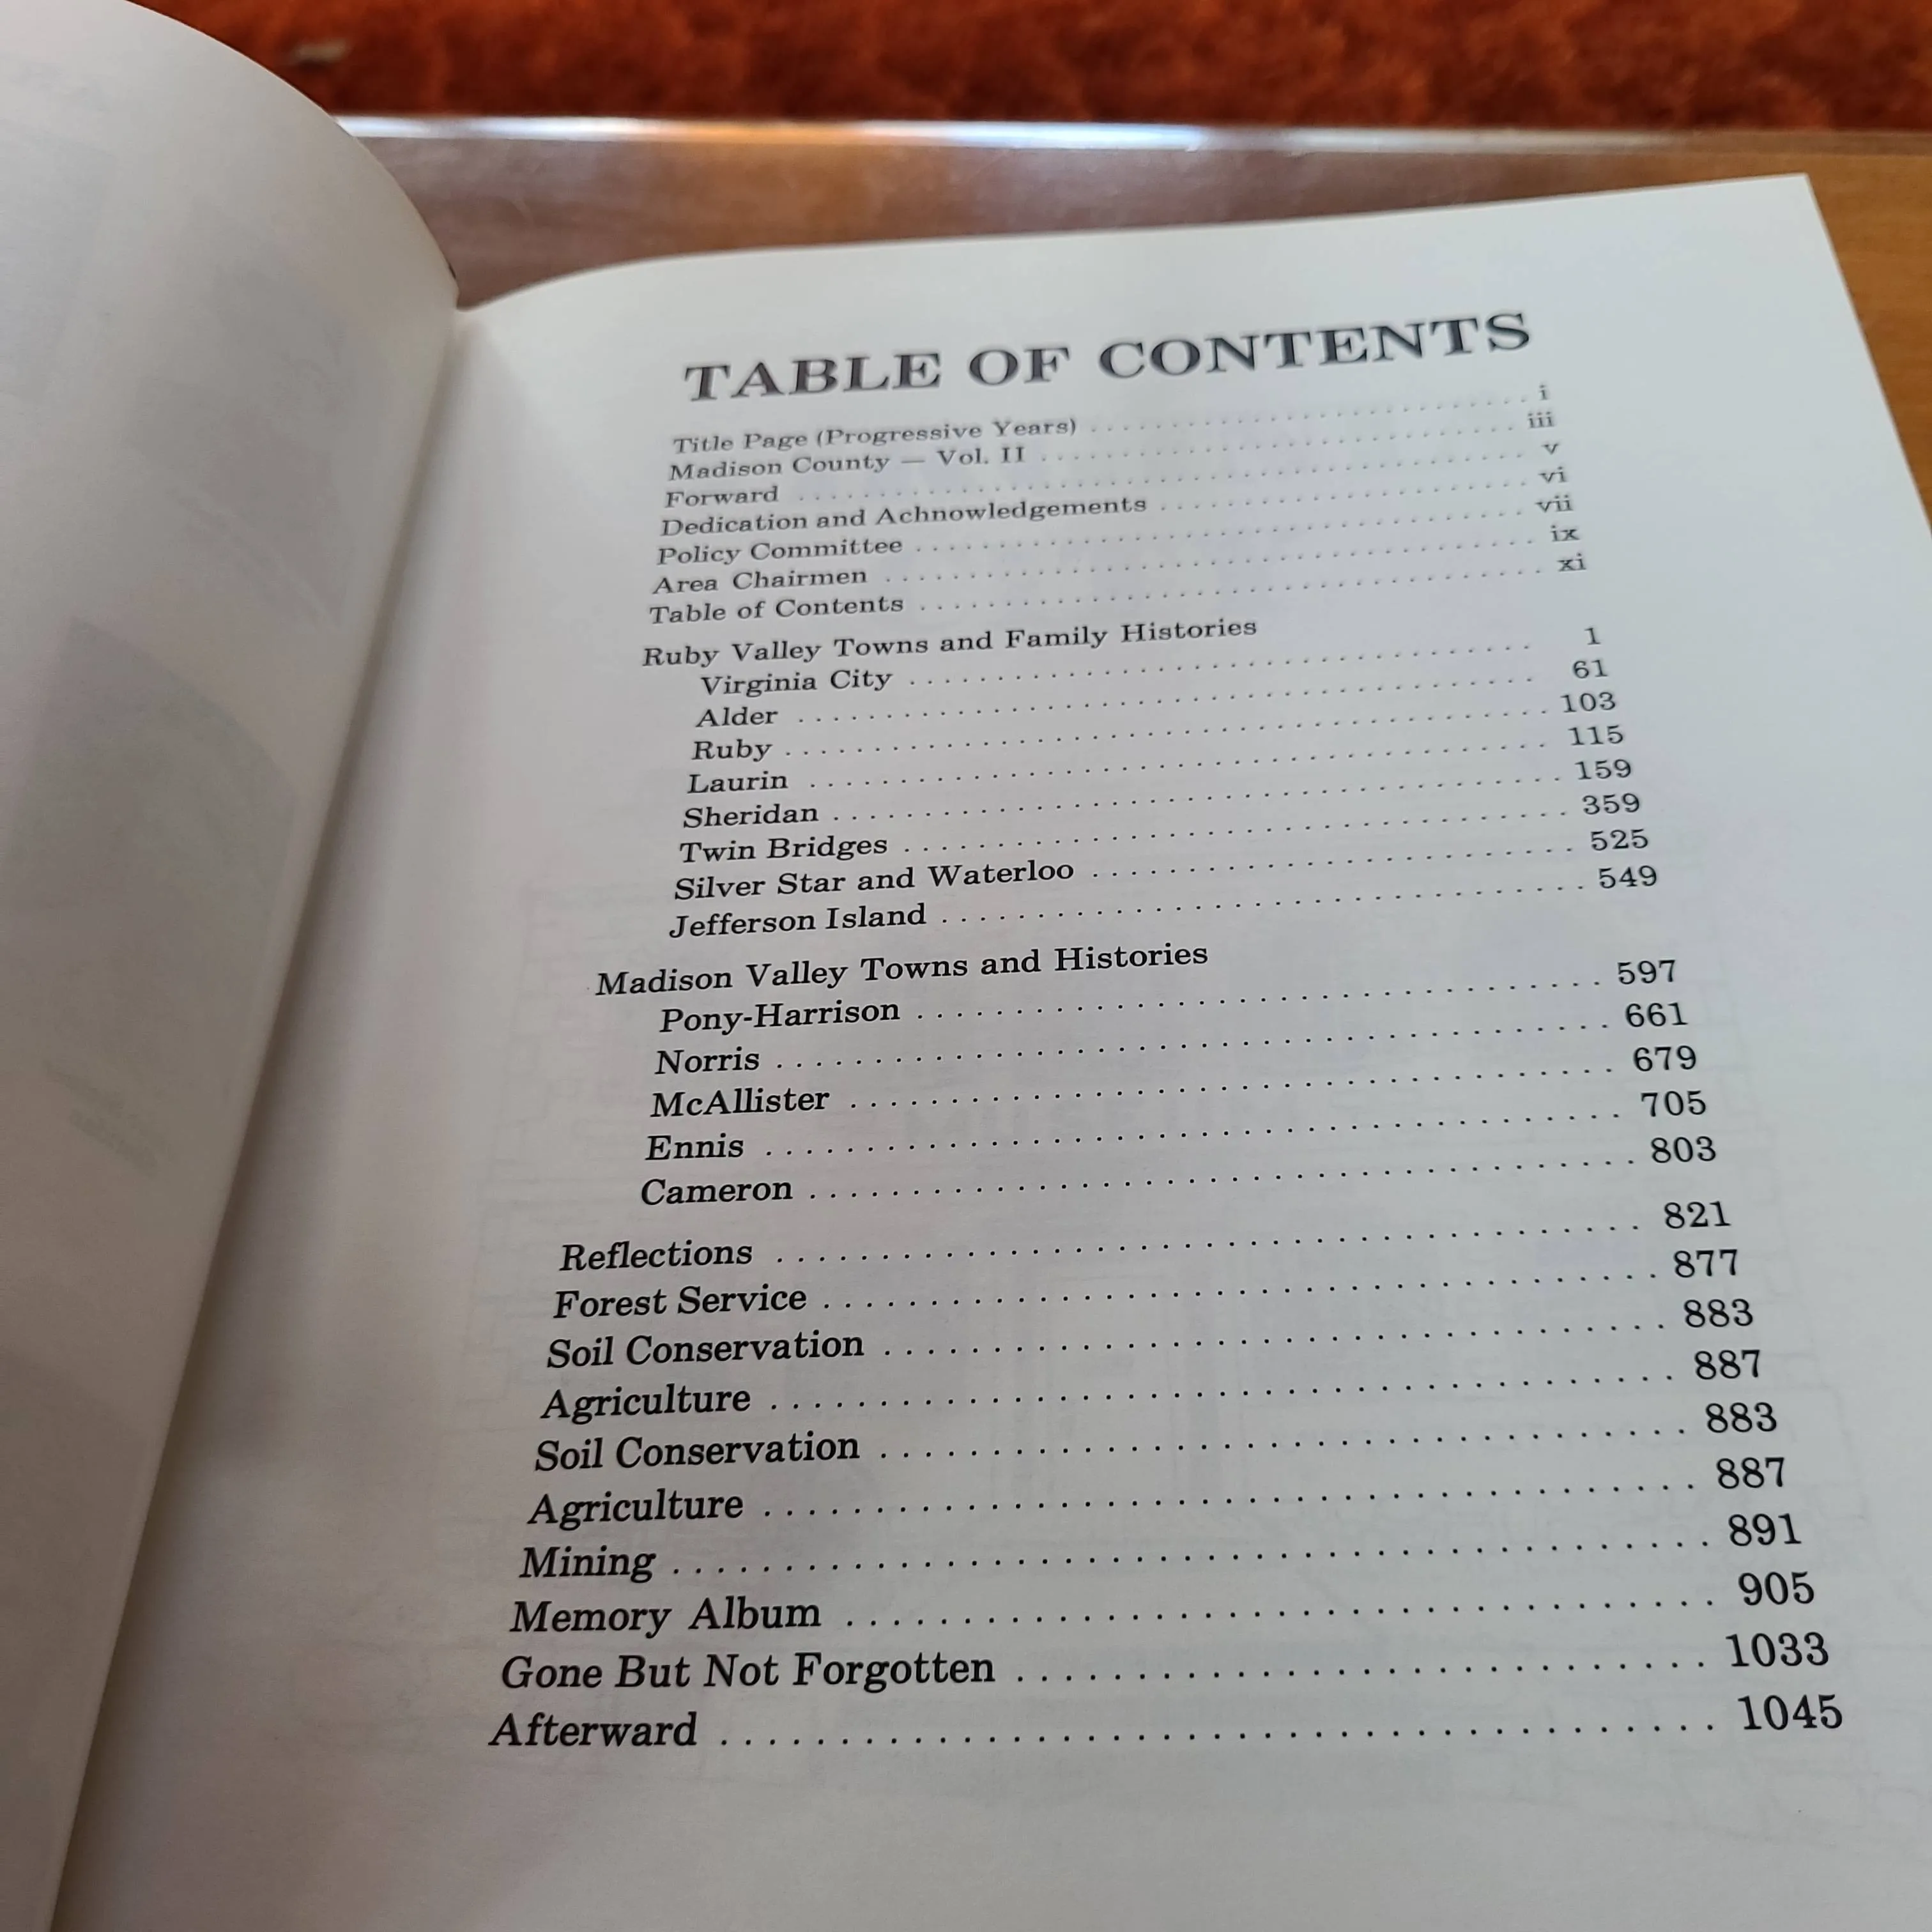 TABLE OF CONTENTS
Title Page (Progressive Years) . . . . . . . . . . i
Madison County — Vol. II . . . . . . . . . . iii
Forward . . . . . . . . . . v
Dedication and Achnowledgements . . . . . . . . . . vi
Policy Committee . . . . . . . . . . vii
Area Chairmen . . . . . . . . . . ix
Table of Contents . . . . . . . . . . xi
Ruby Valley Towns and Family Histories
Virginia City . . . . . . . . . . 1
Alder . . . . . . . . . . 61
Ruby . . . . . . . . . . 103
Laurin . . . . . . . . . . 115
Sheridan . . . . . . . . . . 159
Twin Bridges . . . . . . . . . . 359
Silver Star and Waterloo . . . . . . . . . . 525
Jefferson Island . . . . . . . . . . 549
Madison Valley Towns and Histories
Pony-Harrison . . . . . . . . . . 597
Norris . . . . . . . . . . 661
McAllister . . . . . . . . . . 679
Ennis . . . . . . . . . . 705
Cameron . . . . . . . . . . 803
Reflections . . . . . . . . . . 821
Forest Service . . . . . . . . . . 877
Soil Conservation . . . . . . . . . . 883
Agriculture . . . . . . . . . . 887
Soil Conservation . . . . . . . . . . 883
Agriculture . . . . . . . . . . 887
Mining . . . . . . . . . . 891
Memory Album . . . . . . . . . . 905
Gone But Not Forgotten . . . . . . . . . . 1033
Afterward . . . . . . . . . . 1045